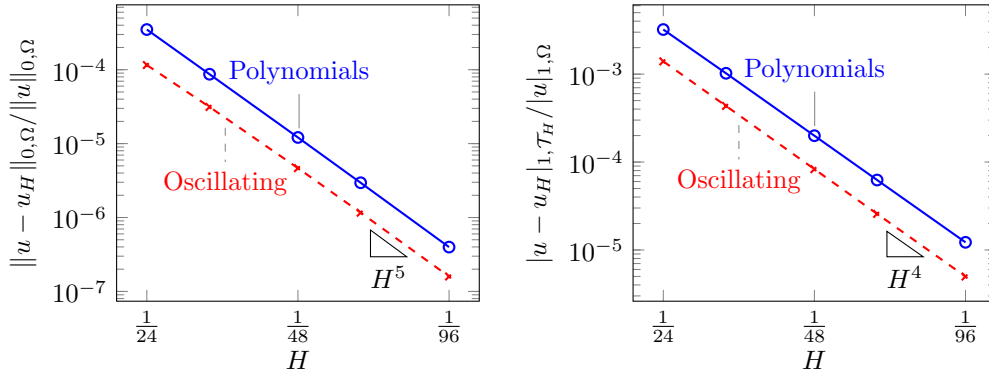 ‖u − u_H‖_{0,Ω}/‖u‖_{0,Ω}
10^{−4}
10^{−5}
10^{−6}
10^{−7}
Polynomials
Oscillating
H^5
1/24
1/48
1/96
H
|u − u_H|_{1,𝒯_H}/|u|_{1,Ω}
10^{−3}
10^{−4}
10^{−5}
Polynomials
Oscillating
H^4
1/24
1/48
1/96
H